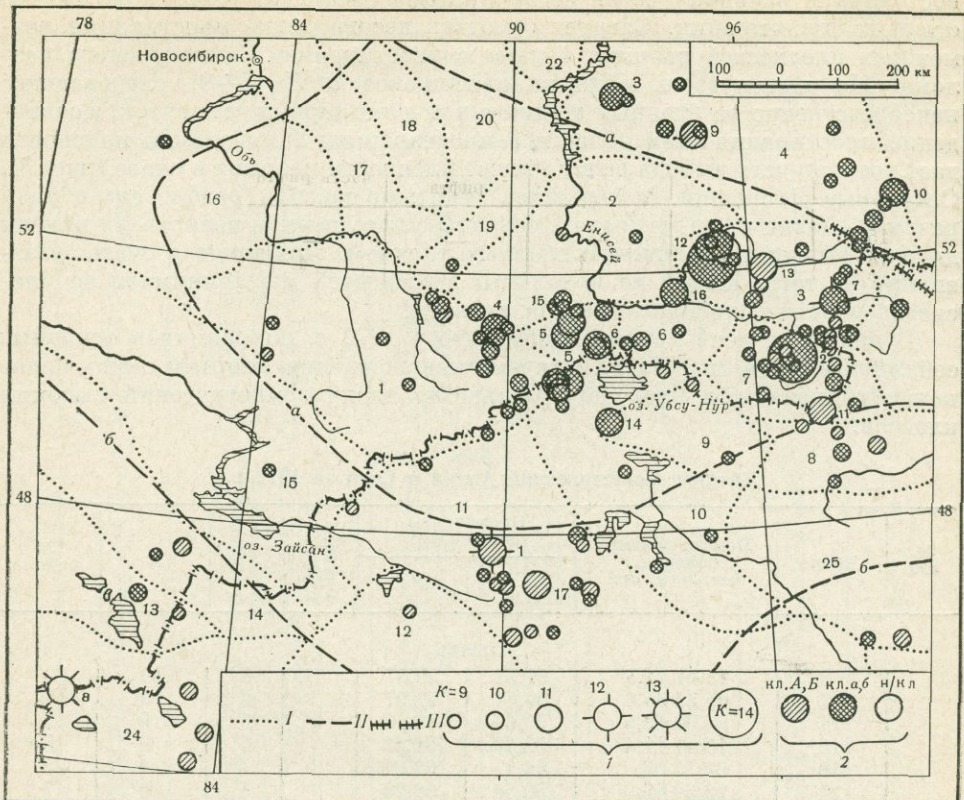 78 84 90 96
Новосибирск
22
3
100 0 100 200 км
18 20 а 9 4
Обь
17
16 2 10
52 19 Енисей 52
12 13
4 15 16 3 7
5 6 6
5 2
1 7
оз. Убсу-Нур 11
а 14
б 9 8
15
48 11 10 48
оз. Зайсан 1 25 б
в 17
13 14
12
8
K=9 10 11 12 13 K=14 кл.А,Б кл.а,б н/кл
I II III
1 2
24
84